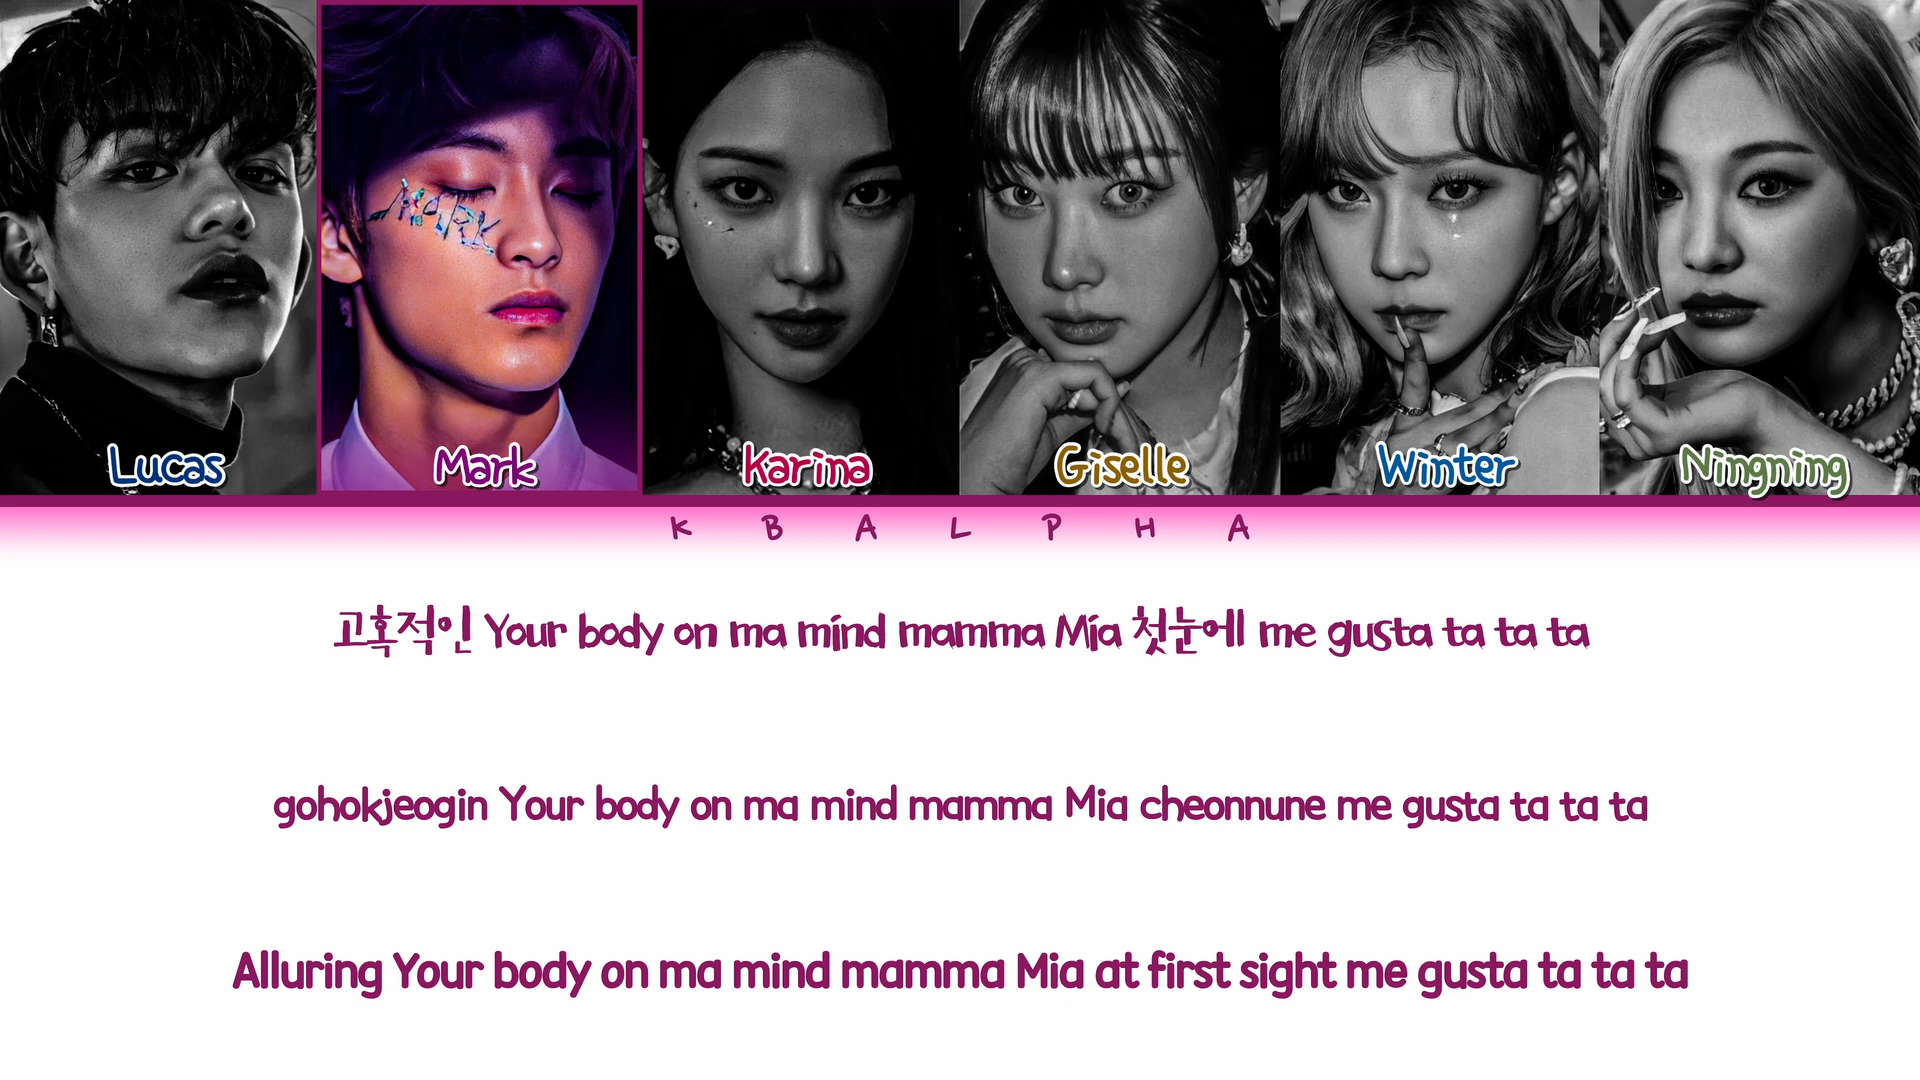 MARK
Lucas Mark Karina Giselle Winter Ningning
K B A L P H A
고혹적인 Your body on ma mind mamma Mia 첫눈에 me gusta ta ta ta
gohokjeogin Your body on ma mind mamma Mia cheonnune me gusta ta ta ta
Alluring Your body on ma mind mamma Mia at first sight me gusta ta ta ta